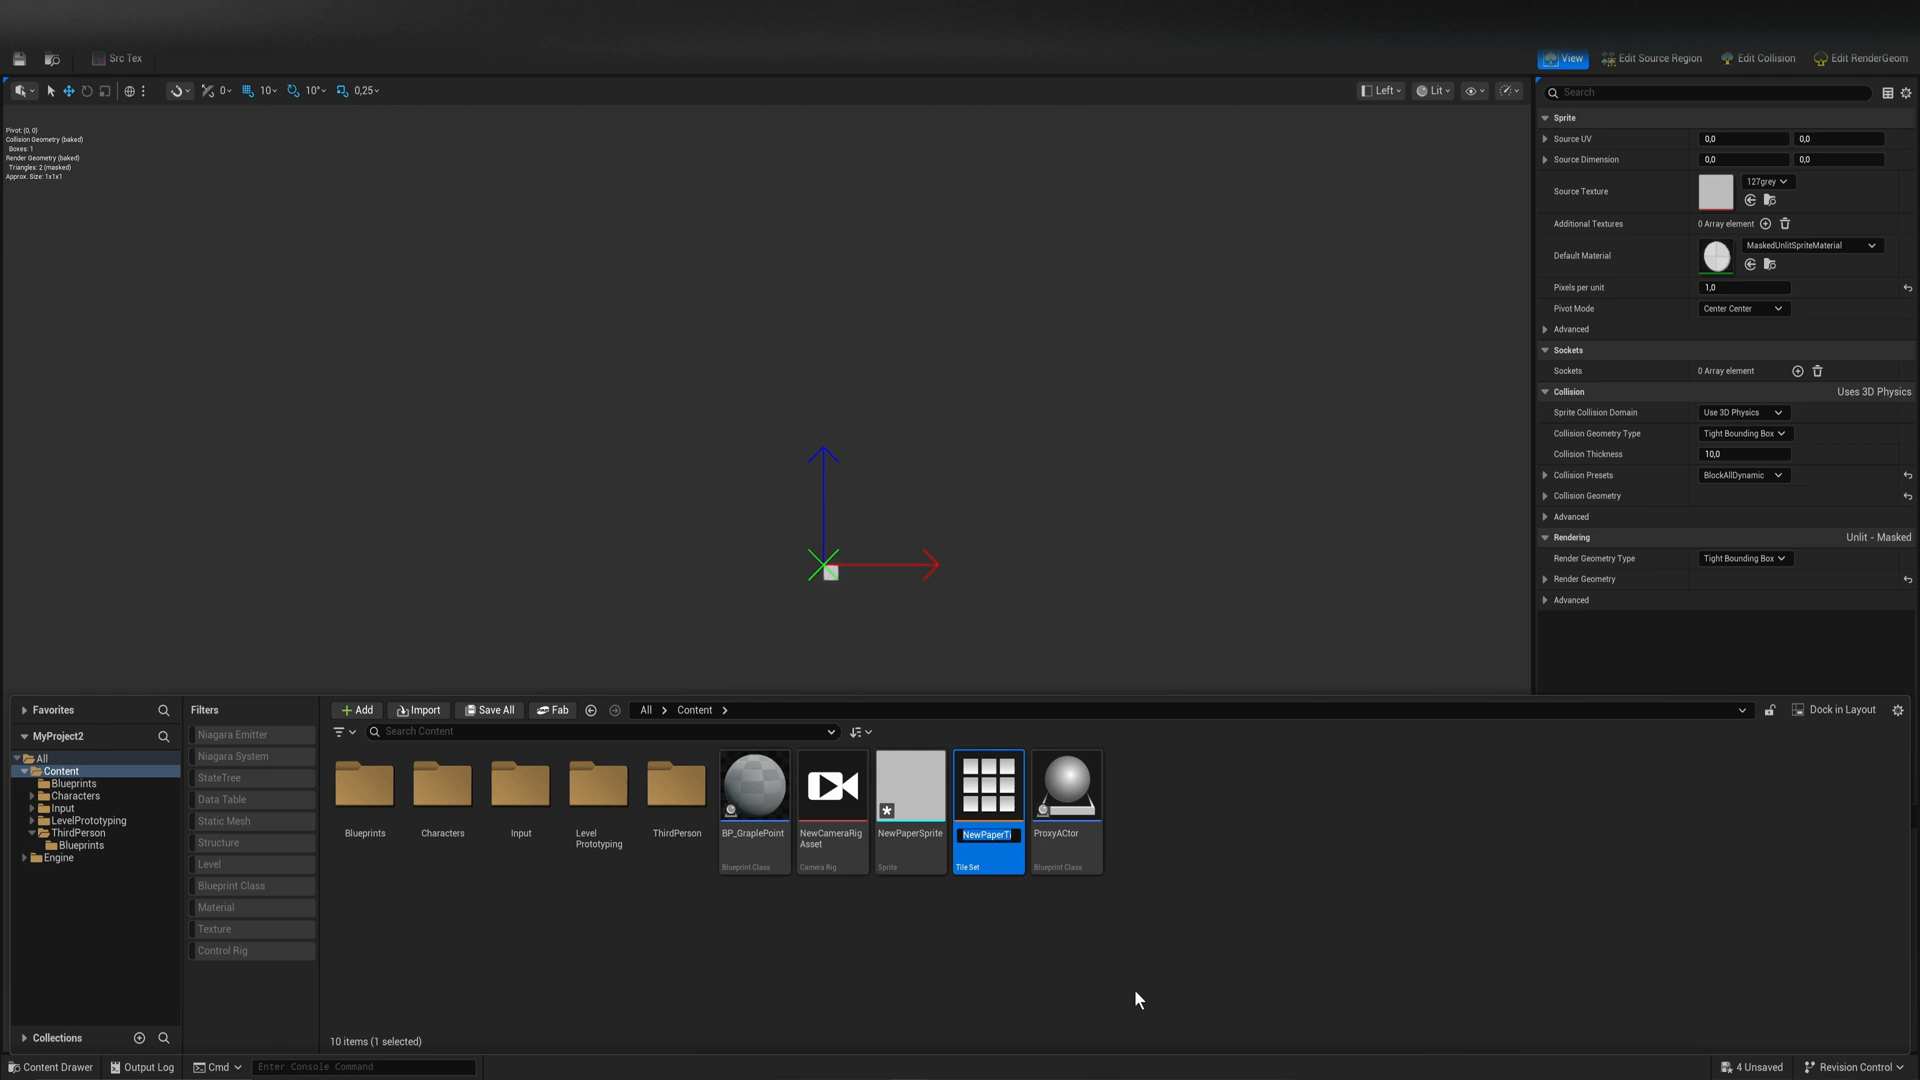 Src Tex
View
Edit Source Region
Edit Collision
Edit RenderGeom
0
10
10°
0,25
Left
Lit
Search
Pivot: (0, 0)
Collision Geometry (baked)
Boxes: 1
Render Geometry (baked)
Triangles: 2 (masked)
Approx. Size: 1x1x1
Sprite
Source UV
0,0
0,0
Source Dimension
0,0
0,0
Source Texture
127grey
Additional Textures
0 Array element
Default Material
MaskedUnlitSpriteMaterial
Pixels per unit
1,0
Pivot Mode
Center Center
Advanced
Sockets
Sockets
0 Array element
Collision
Uses 3D Physics
Sprite Collision Domain
Use 3D Physics
Collision Geometry Type
Tight Bounding Box
Collision Thickness
10,0
Collision Presets
BlockAllDynamic
Collision Geometry
Advanced
Rendering
Unlit - Masked
Render Geometry Type
Tight Bounding Box
Render Geometry
Advanced
Favorites
MyProject2
All
Content
Blueprints
Characters
Input
LevelPrototyping
ThirdPerson
Blueprints
Engine
Collections
Filters
Niagara Emitter
Niagara System
StateTree
Data Table
Static Mesh
Structure
Level
Blueprint Class
Material
Texture
Control Rig
Add
Import
Save All
Fab
All
Content
Dock in Layout
Search Content
Blueprints
Characters
Input
Level
Prototyping
ThirdPerson
BP_GraplePoint
Blueprint Class
NewCameraRig
Asset
Camera Rig
NewPaperSprite
Sprite
NewPaperTi
Tile Set
ProxyACtor
Blueprint Class
10 items (1 selected)
Content Drawer
Output Log
Cmd
Enter Console Command
4 Unsaved
Revision Control